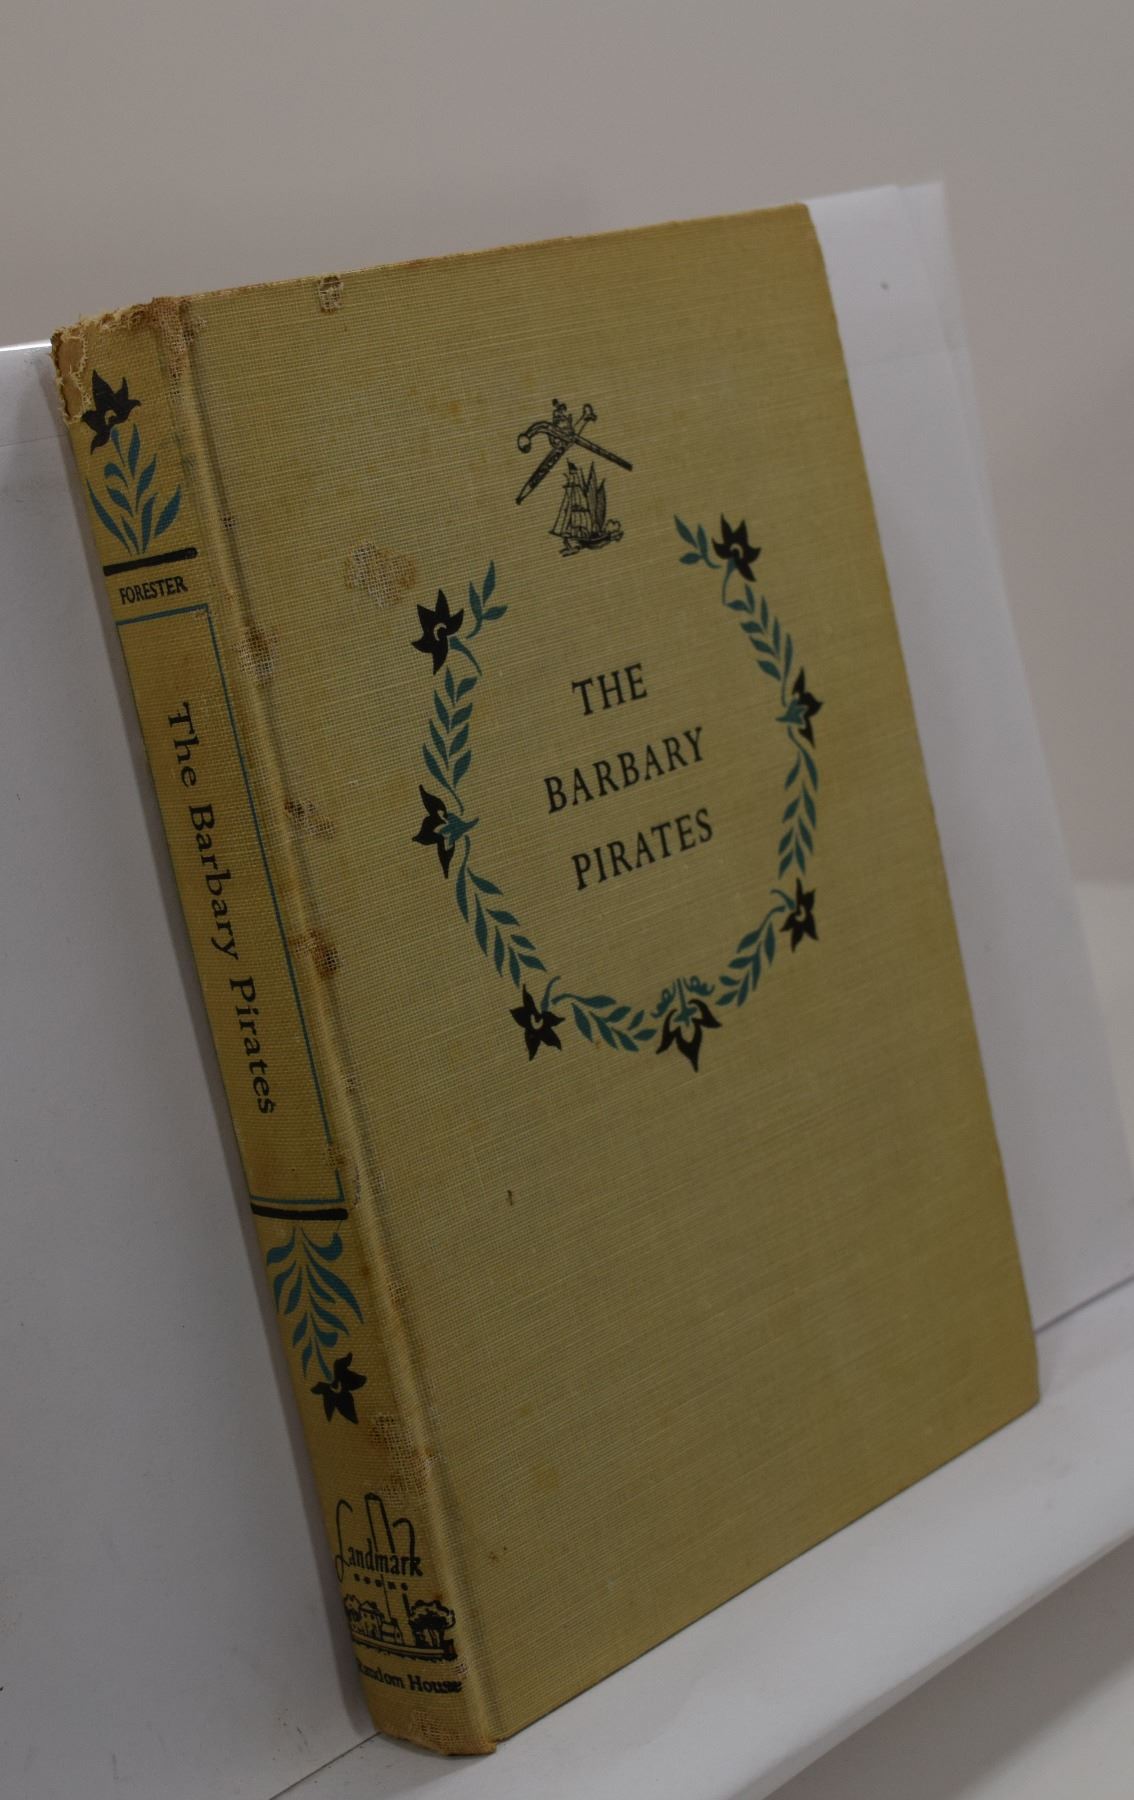 FORESTER
The Barbary Pirates
Landmark
Random House
THE
BARBARY
PIRATES